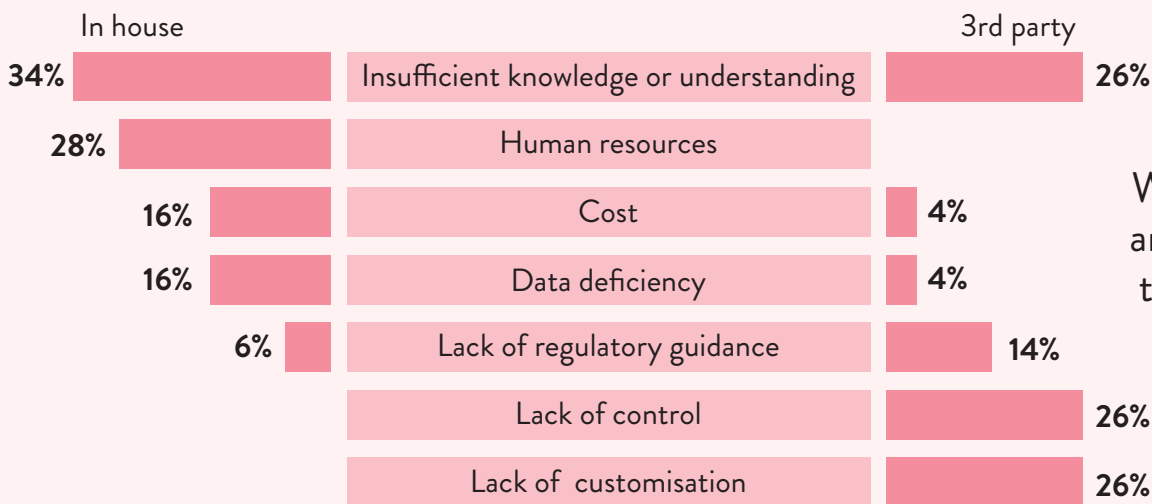 In house 3rd party
34% Insufficient knowledge or understanding 26%
28% Human resources
16% Cost 4%
16% Data deficiency 4%
6% Lack of regulatory guidance 14%
Lack of control 26%
Lack of customisation 26%